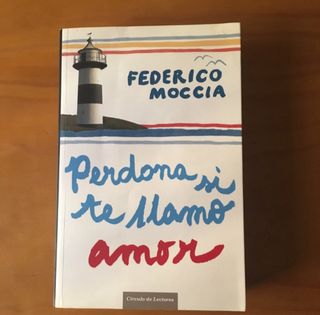 FEDERICO
MOCCIA
Perdona si
te llamo
amor
Círculo de Lectores